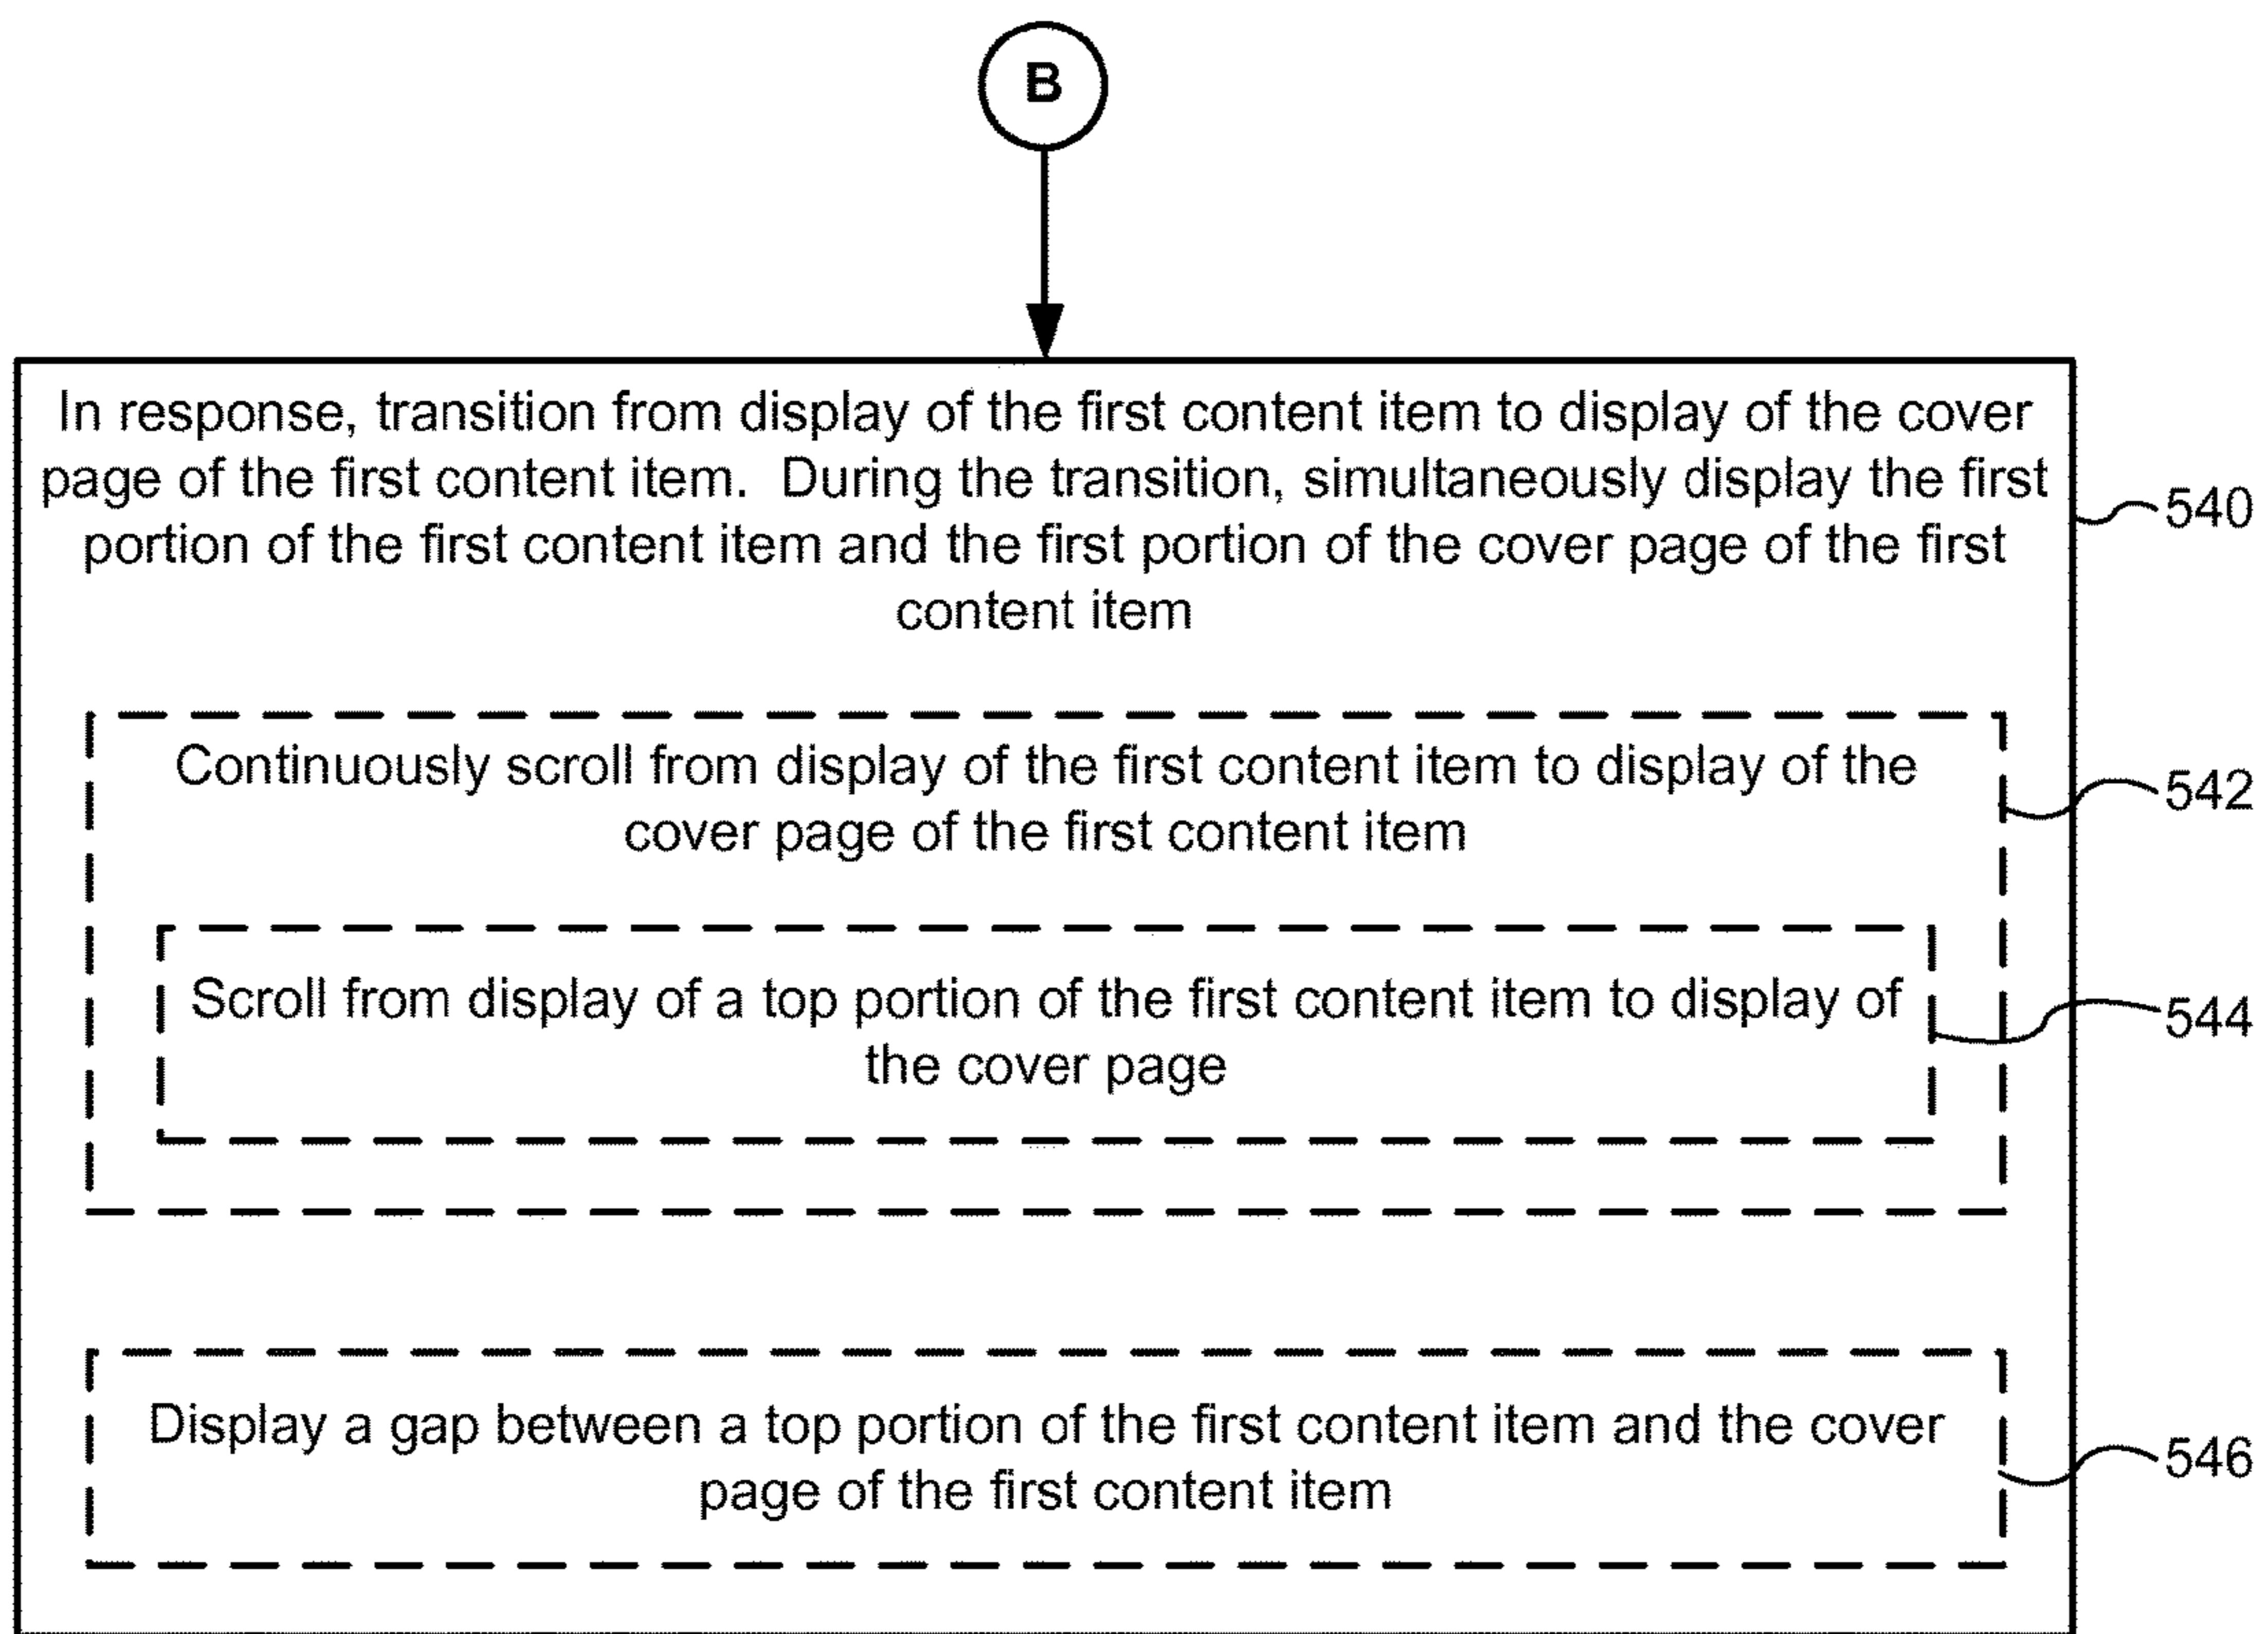 B
In response, transition from display of the first content item to display of the cover
page of the first content item.  During the transition, simultaneously display the first
portion of the first content item and the first portion of the cover page of the first
content item
540
Continuously scroll from display of the first content item to display of the
cover page of the first content item
542
Scroll from display of a top portion of the first content item to display of
the cover page
544
Display a gap between a top portion of the first content item and the cover
page of the first content item
546